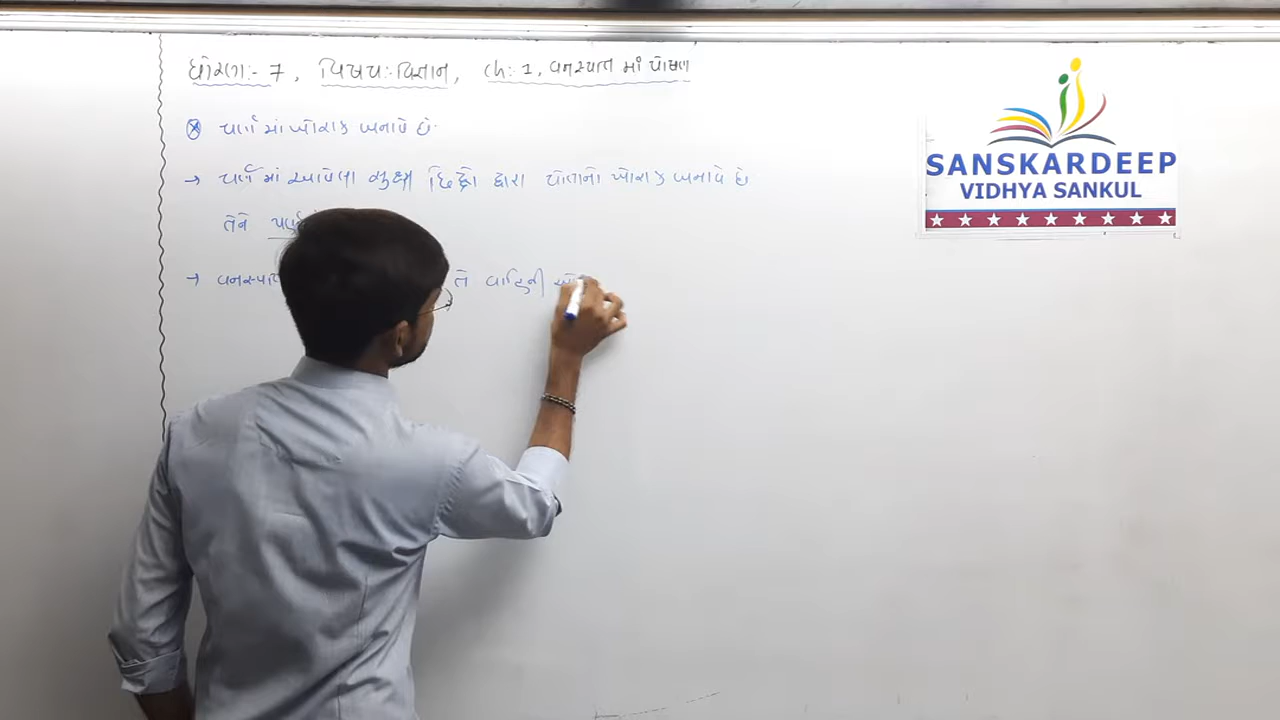 ધોરણ:- 7, વિષય: વિજ્ઞાન, Ch: 1, વનસ્પતિ માં પોષણ
પર્ણ માં ખોરાક બનાવે છે.
→ પર્ણ માં આવેલા સુક્ષ્મ છિદ્રો દ્વારા પોતાનો ખોરાક બનાવે છે
તેને
→ તે વાહિની
SANSKARDEEP
VIDHYA SANKUL